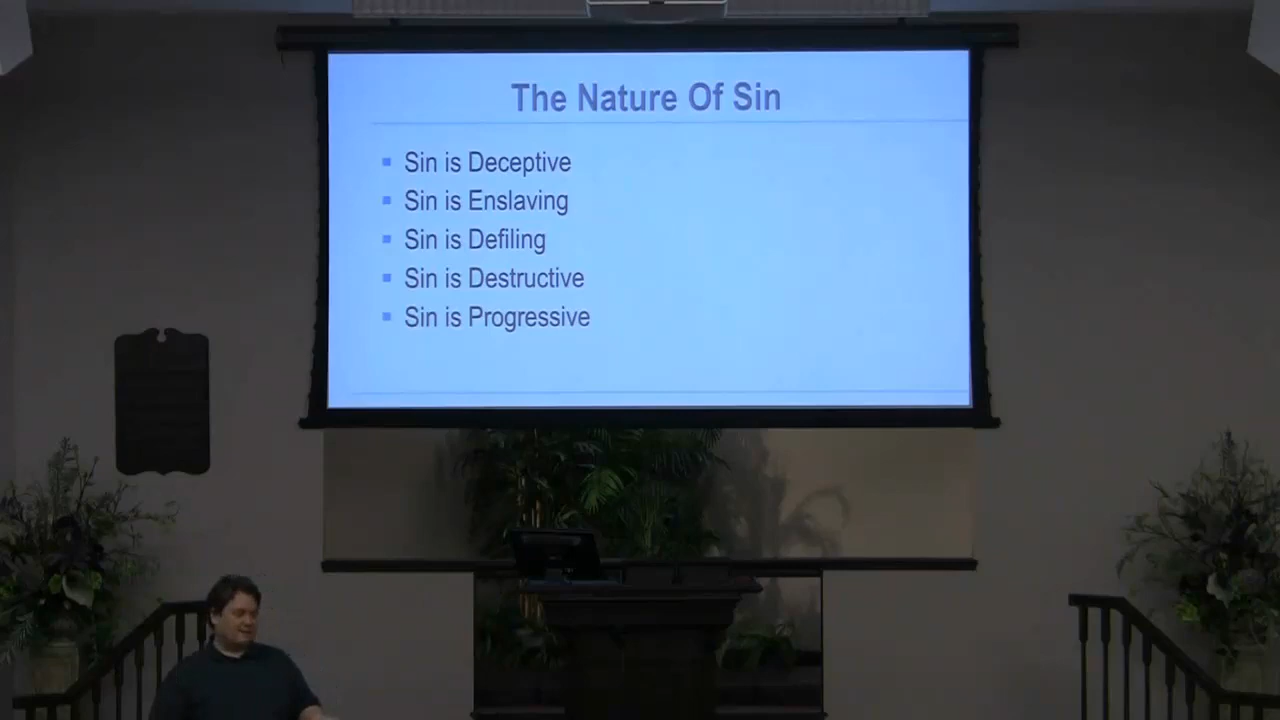 The Nature Of Sin
Sin is Deceptive
Sin is Enslaving
Sin is Defiling
Sin is Destructive
Sin is Progressive